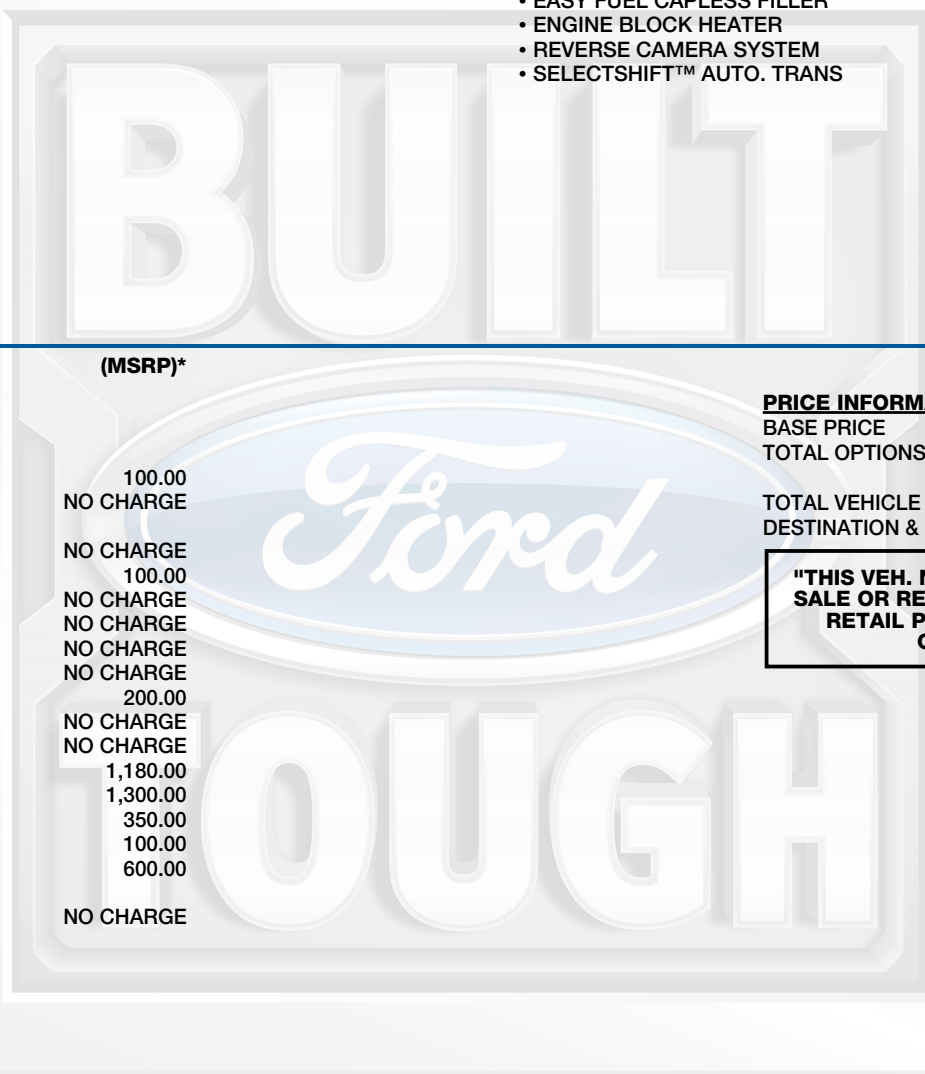 • EASY FUEL CAPLESS FILLER
• ENGINE BLOCK HEATER
• REVERSE CAMERA SYSTEM
• SELECTSHIFT™ AUTO. TRANS
BUILT
(MSRP)*
100.00
NO CHARGE
NO CHARGE
100.00
NO CHARGE
NO CHARGE
NO CHARGE
NO CHARGE
200.00
NO CHARGE
NO CHARGE
1,180.00
1,300.00
350.00
100.00
600.00
NO CHARGE
Ford
TOUGH
PRICE INFORM
BASE PRICE
TOTAL OPTIONS
TOTAL VEHICLE
DESTINATION &
"THIS VEH.
SALE OR RE
RETAIL P